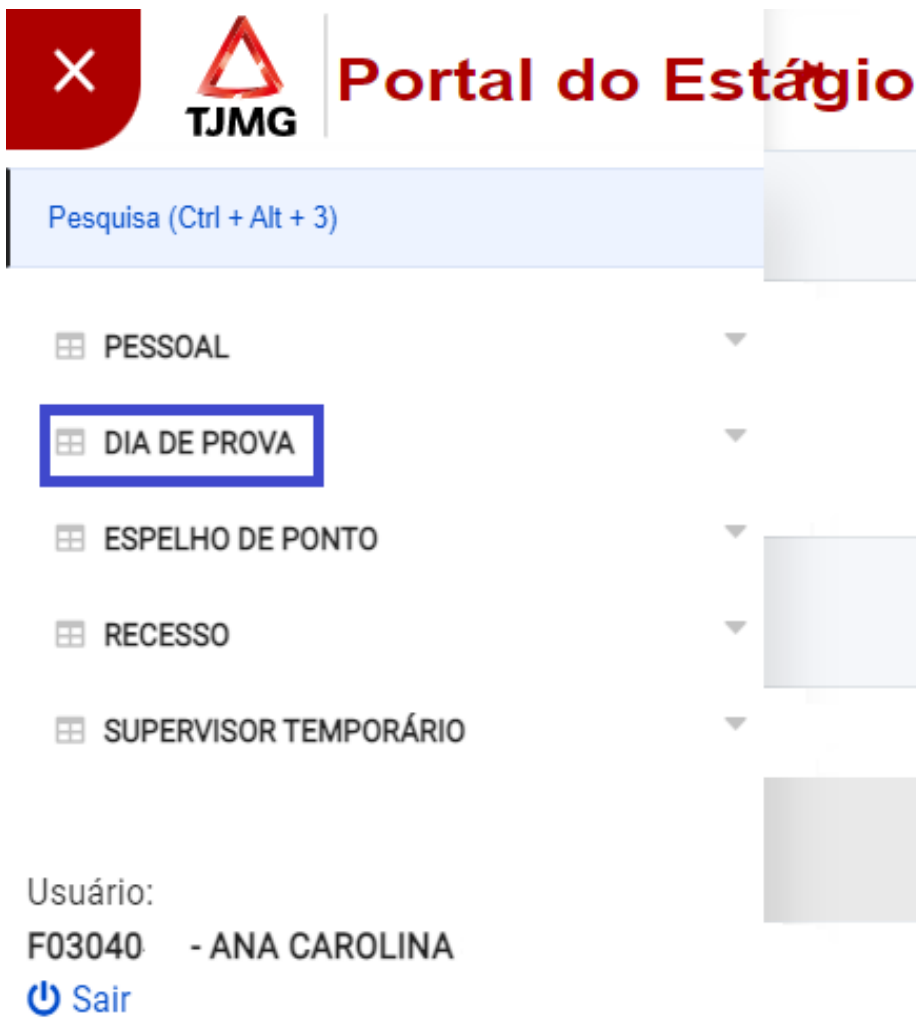 TJMG
Portal do Estágio
Pesquisa (Ctrl + Alt + 3)
PESSOAL
DIA DE PROVA
ESPELHO DE PONTO
RECESSO
SUPERVISOR TEMPORÁRIO
Usuário:
F03040 - ANA CAROLINA
Sair